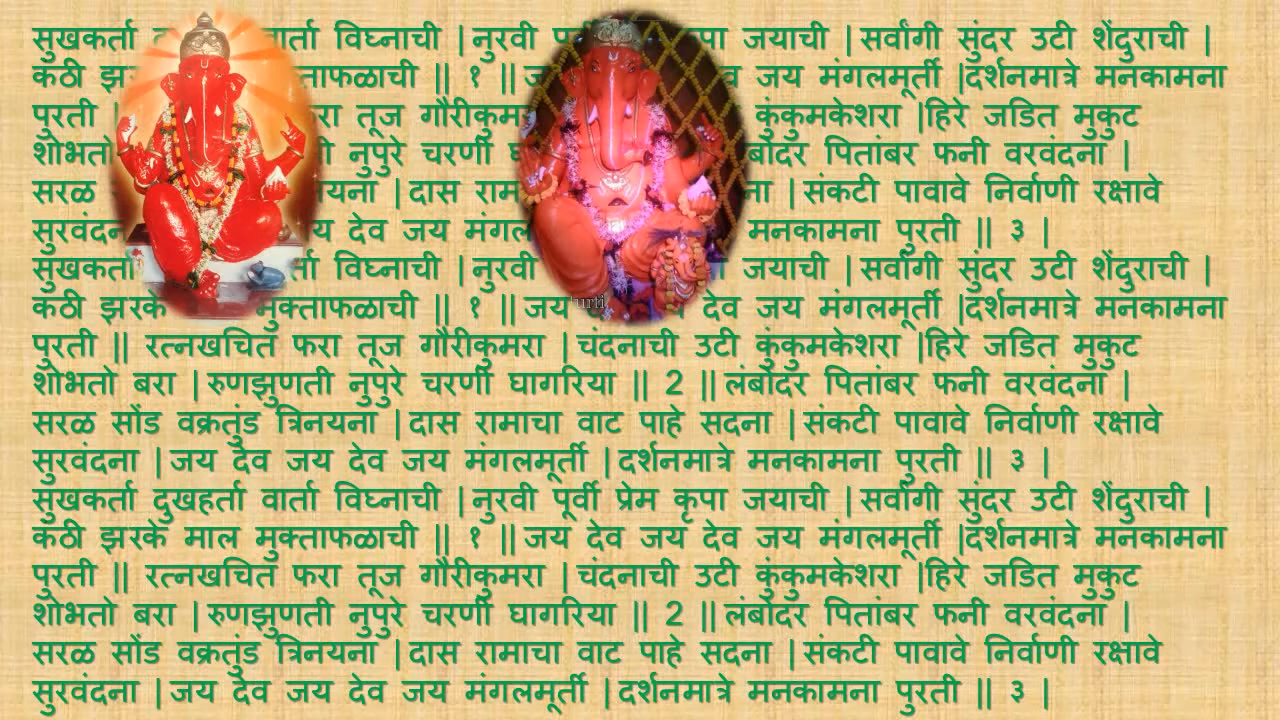 सुखकर्ता वार्ता विघ्नाची | नुरवी कृपा जयाची | सर्वांगी सुंदर उटी शेंदुराची |
कंठी मुक्ताफळाची || १ || जय देव जय मंगलमूर्ती |दर्शनमात्रे मनकामना
पुरती || फरा तूज गौरीकुमरा कुंकुमकेशरा |हिरे जडित मुकुट
शोभतो नुपुरे चरणी लंबोदर पितांबर फनी वरवंदना |
सरळ त्रिनयना | दास रामाचा सदना | संकटी पावावे निर्वाणी रक्षावे
सुरवंदना जय देव जय मंगलमूर्ती मनकामना पुरती || ३ |
सुखकर्ता वार्ता विघ्नाची | नुरवी जयाची | सर्वांगी सुंदर उटी शेंदुराची |
कंठी झरके मुक्ताफळाची || १ || जय देव जय मंगलमूर्ती |दर्शनमात्रे मनकामना
पुरती || रत्नखचित फरा तूज गौरीकुमरा | चंदनाची उटी कुंकुमकेशरा |हिरे जडित मुकुट
शोभतो बरा | रुणझुणती नुपुरे चरणी घागरिया || 2 || लंबोदर पितांबर फनी वरवंदना |
सरळ सोंड वक्रतुंड त्रिनयना | दास रामाचा वाट पाहे सदना | संकटी पावावे निर्वाणी रक्षावे
सुरवंदना | जय देव जय देव जय मंगलमूर्ती | दर्शनमात्रे मनकामना पुरती || ३ |
सुखकर्ता दुखहर्ता वार्ता विघ्नाची | नुरवी पूर्वी प्रेम कृपा जयाची | सर्वांगी सुंदर उटी शेंदुराची |
कंठी झरके माल मुक्ताफळाची || १ || जय देव जय देव जय मंगलमूर्ती |दर्शनमात्रे मनकामना
पुरती || रत्नखचित फरा तूज गौरीकुमरा | चंदनाची उटी कुंकुमकेशरा |हिरे जडित मुकुट
शोभतो बरा | रुणझुणती नुपुरे चरणी घागरिया || 2 || लंबोदर पितांबर फनी वरवंदना |
सरळ सोंड वक्रतुंड त्रिनयना | दास रामाचा वाट पाहे सदना | संकटी पावावे निर्वाणी रक्षावे
सुरवंदना | जय देव जय देव जय मंगलमूर्ती | दर्शनमात्रे मनकामना पुरती || ३ |